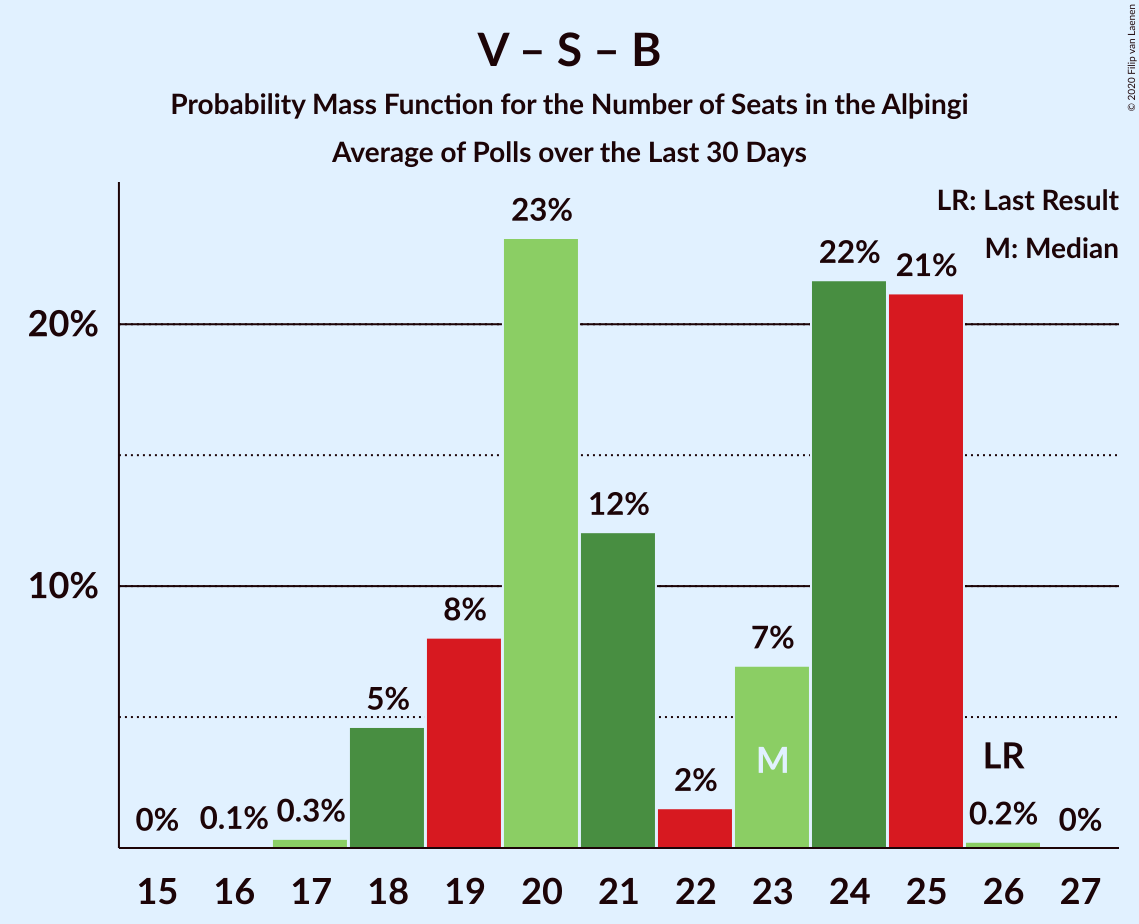 V – S – B
Probability Mass Function for the Number of Seats in the Alþingi
Average of Polls over the Last 30 Days
© 2020 Filip van Laenen
LR: Last Result
M: Median
20%
10%
0%
0.1%
0.3%
5%
8%
23%
12%
2%
7%
22%
21%
0.2%
0%
M
LR
15 16 17 18 19 20 21 22 23 24 25 26 27